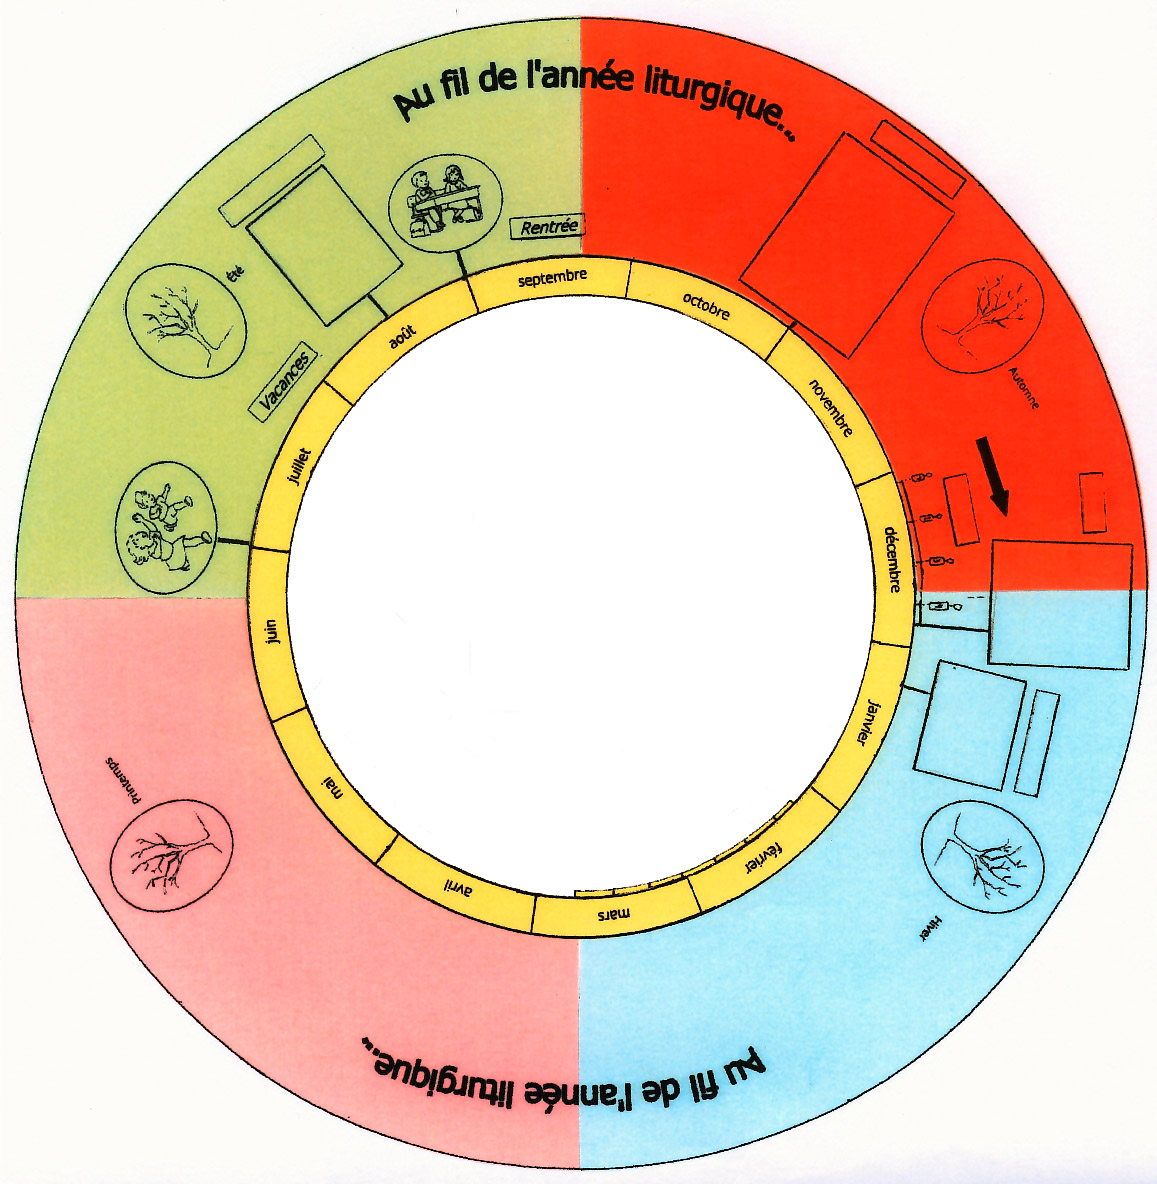 Au fil de l'année liturgique...
Rentrée
septembre
octobre
novembre
décembre
janvier
février
mars
avril
mai
juin
juillet
août
Automne
Hiver
Printemps
Été
Vacances
Au fil de l'année liturgique...